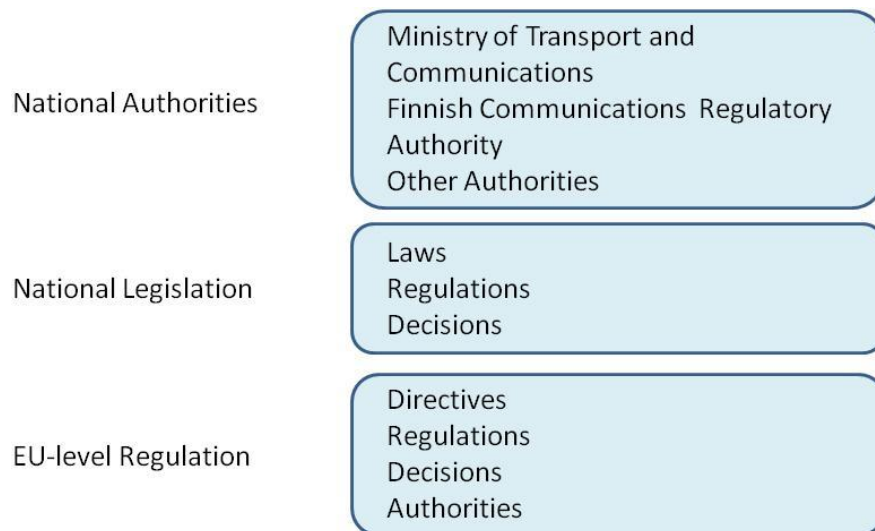 National Authorities
Ministry of Transport and
Communications
Finnish Communications Regulatory
Authority
Other Authorities
National Legislation
Laws
Regulations
Decisions
EU-level Regulation
Directives
Regulations
Decisions
Authorities